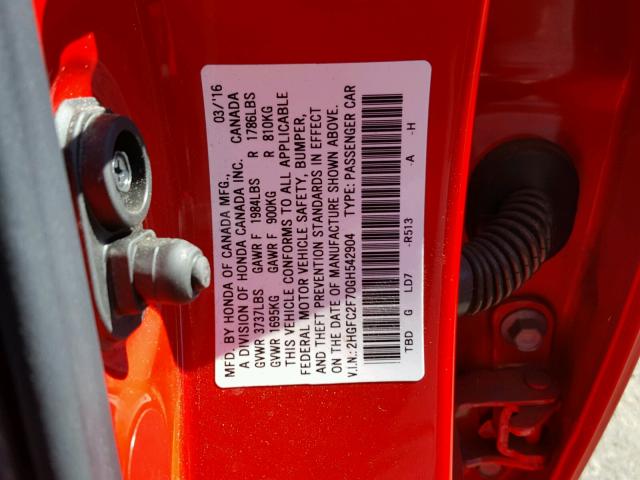 MFD. BY HONDA OF CANADA MFG., 03/'16
A DIVISION OF HONDA CANADA INC. CANADA
GVWR 3737LBS GAWR F 1984LBS R 1786LBS
GVWR 1695KG GAWR F 900KG R 810KG
THIS VEHICLE CONFORMS TO ALL APPLICABLE
FEDERAL MOTOR VEHICLE SAFETY, BUMPER,
AND THEFT PREVENTION STANDARDS IN EFFECT
ON THE DATE OF MANUFACTURE SHOWN ABOVE.
V.I.N.: 2HGFC2F70GH542904 TYPE: PASSENGER CAR
TBD G LD7 -R513 -A -H